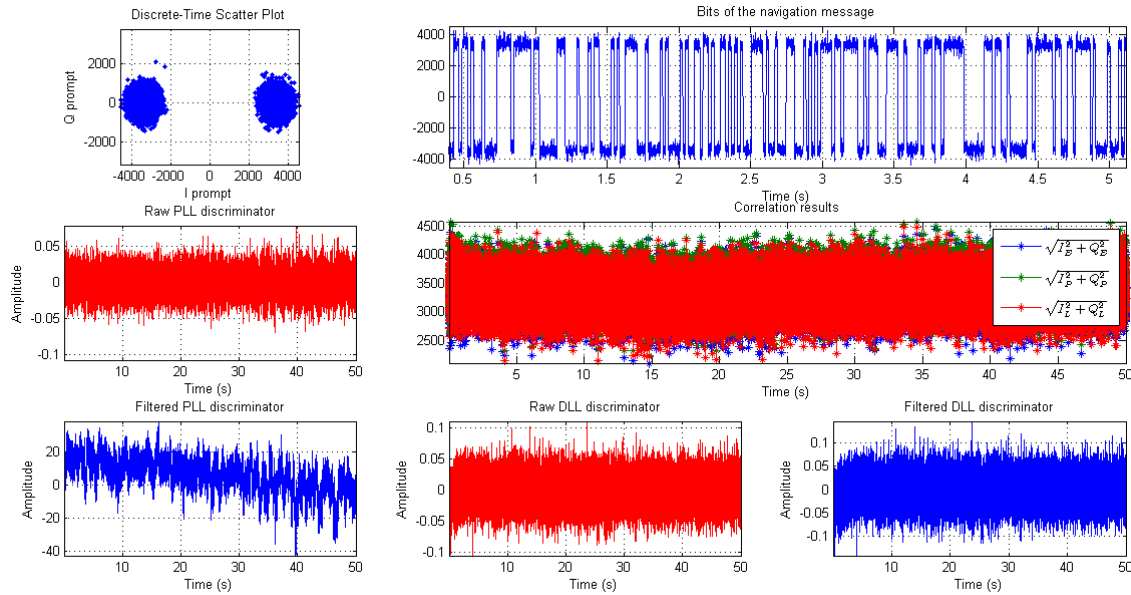 Discrete-Time Scatter Plot
2000
0
-2000
Q prompt
-4000 -2000 0 2000 4000
I prompt
Bits of the navigation message
4000
2000
0
-2000
-4000
0.5 1 1.5 2 2.5 3 3.5 4 4.5 5
Time (s)
Raw PLL discriminator
0.05
0
-0.05
-0.1
Amplitude
10 20 30 40 50
Time (s)
Correlation results
4500
4000
3500
3000
2500
5 10 15 20 25 30 35 40 45 50
Time (s)
√I_E^2 + Q_E^2
√I_P^2 + Q_P^2
√I_L^2 + Q_L^2
Filtered PLL discriminator
20
0
-20
-40
Amplitude
10 20 30 40 50
Time (s)
Raw DLL discriminator
0.1
0.05
0
-0.05
-0.1
Amplitude
10 20 30 40 50
Time (s)
Filtered DLL discriminator
0.1
0.05
0
-0.05
-0.1
Amplitude
10 20 30 40 50
Time (s)